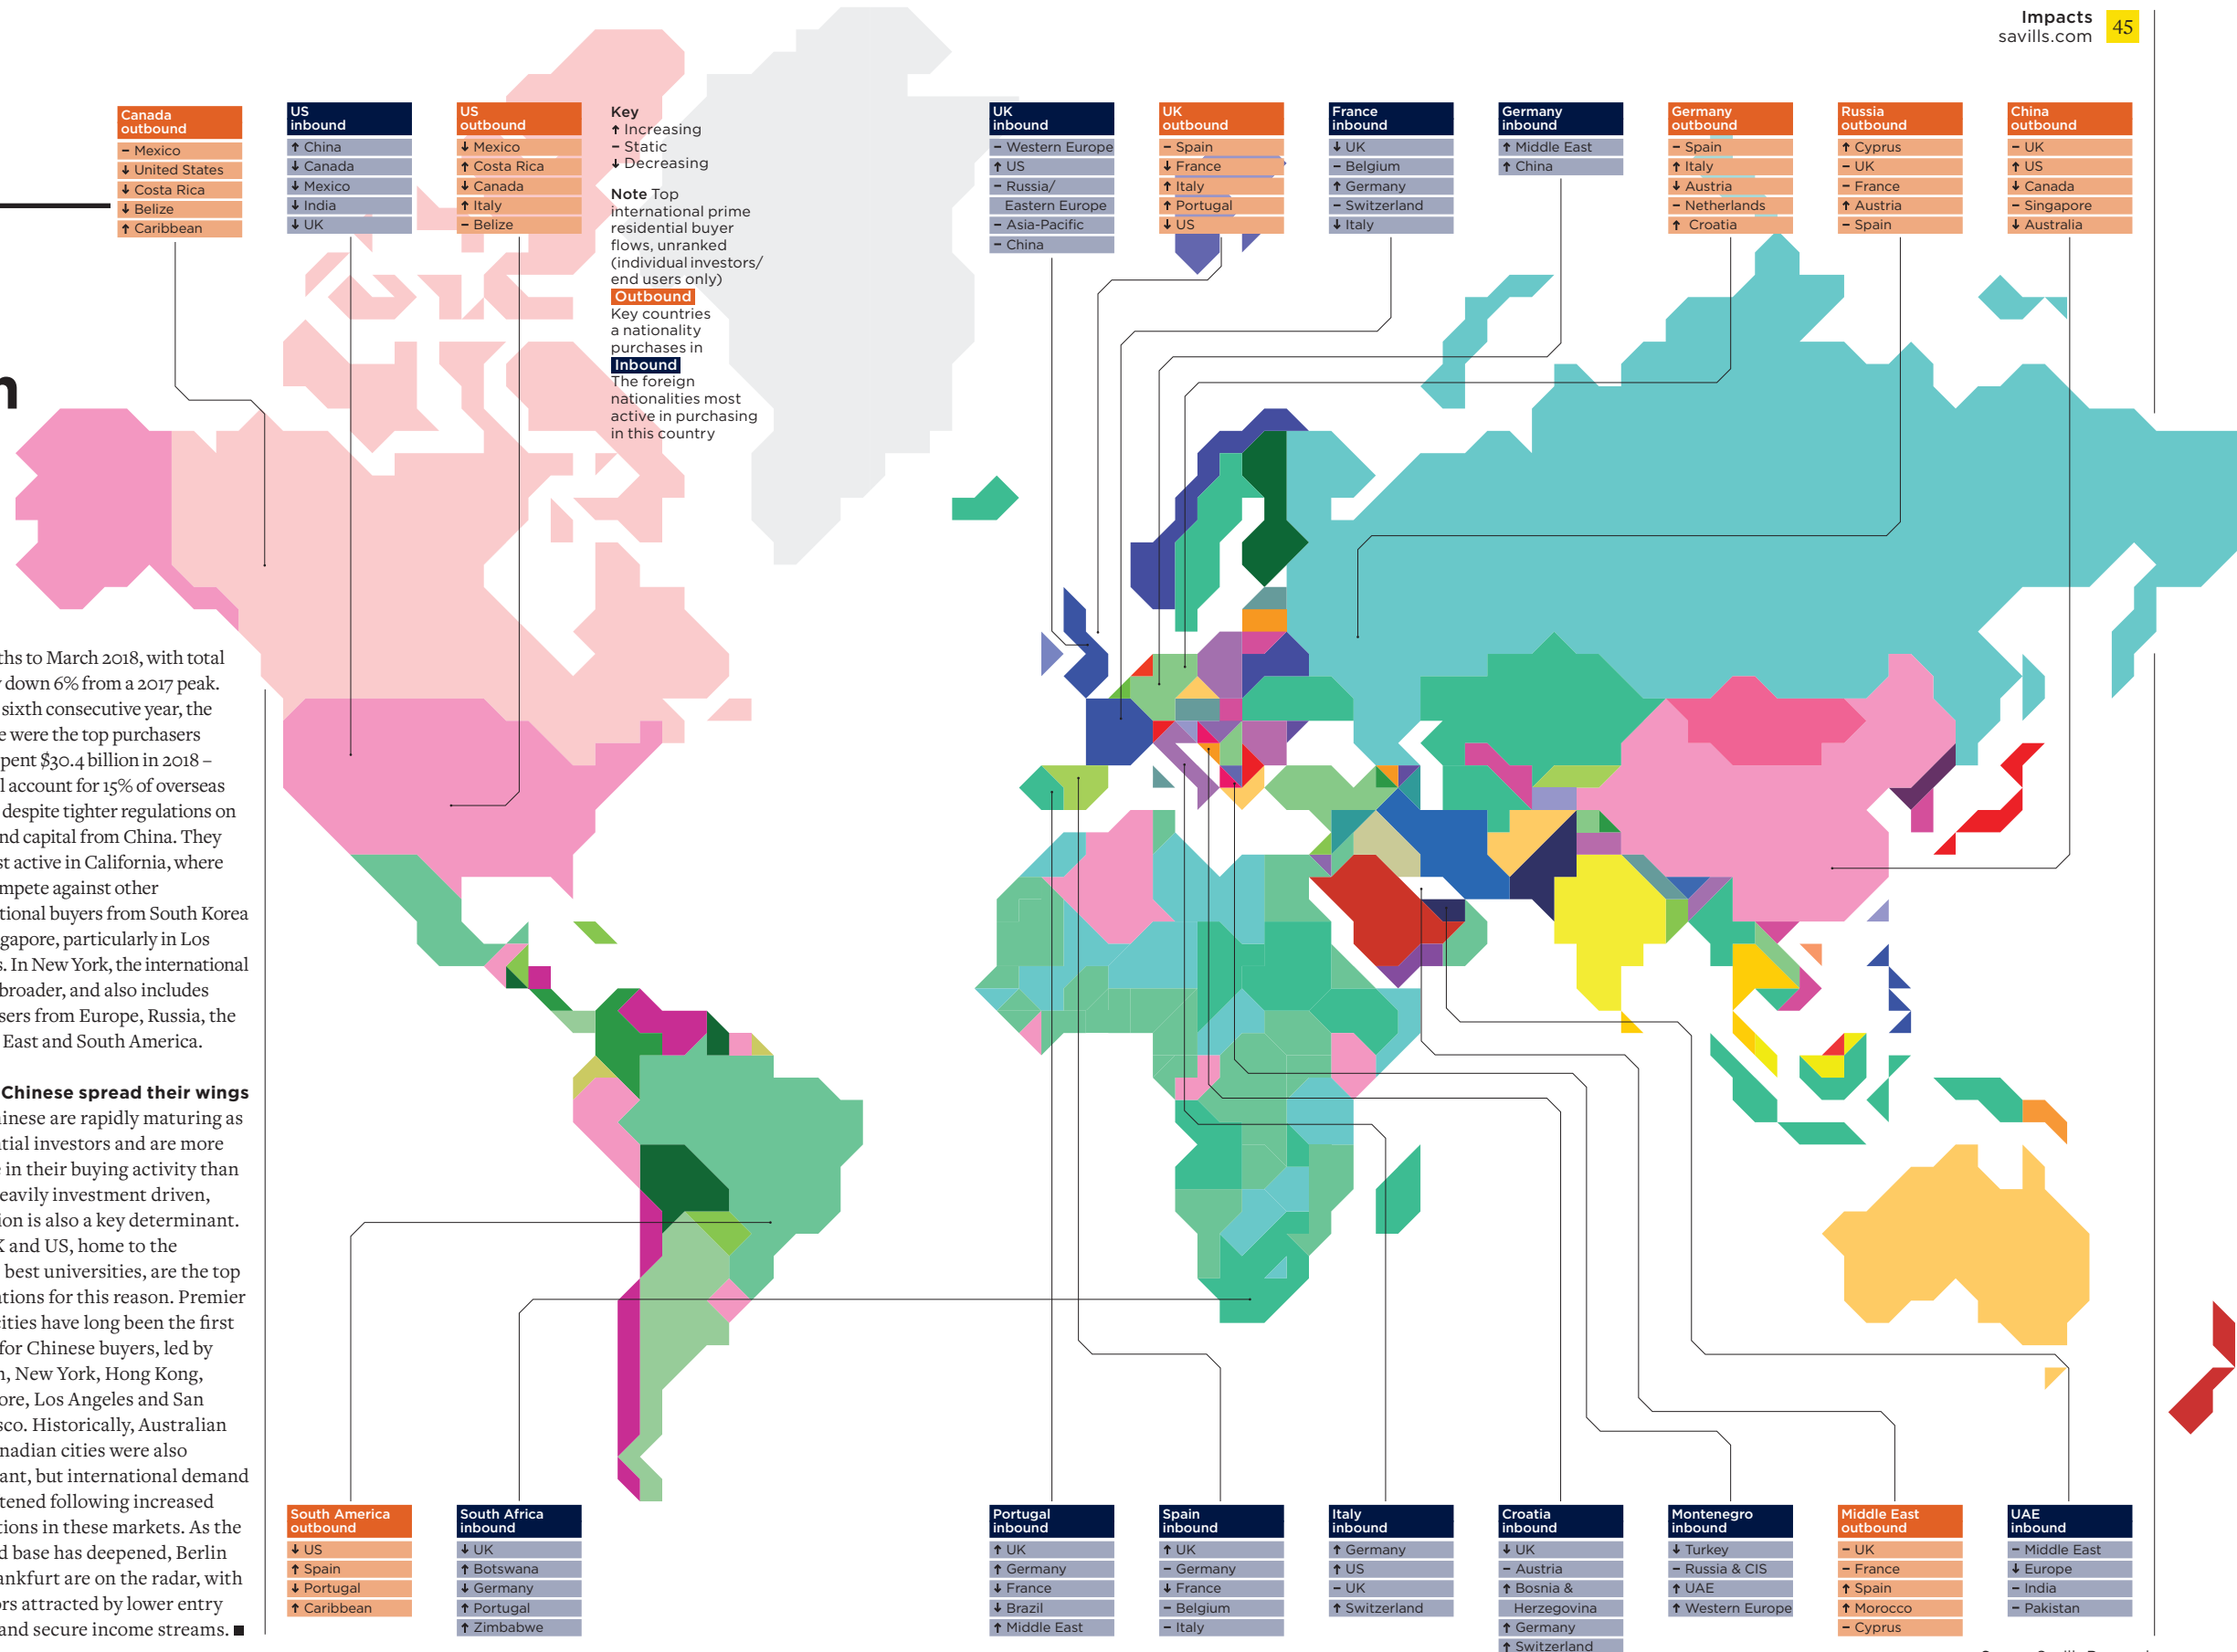 Impacts
savills.com
45
Canada
outbound
– Mexico
↓ United States
↓ Costa Rica
↓ Belize
↑ Caribbean
US
inbound
↑ China
↓ Canada
↓ Mexico
↓ India
↓ UK
US
outbound
↓ Mexico
↑ Costa Rica
↓ Canada
↑ Italy
– Belize
Key
↑ Increasing
– Static
↓ Decreasing
Note Top
international prime
residential buyer
flows, unranked
(individual investors/
end users only)
Outbound
Key countries
a nationality
purchases in
Inbound
The foreign
nationalities most
active in purchasing
in this country
UK
inbound
– Western Europe
↑ US
– Russia/
Eastern Europe
– Asia-Pacific
– China
UK
outbound
– Spain
↓ France
↑ Italy
↑ Portugal
↓ US
France
inbound
↓ UK
– Belgium
↑ Germany
– Switzerland
↓ Italy
Germany
inbound
↑ Middle East
↑ China
Germany
outbound
– Spain
↑ Italy
↓ Austria
– Netherlands
↑ Croatia
Russia
outbound
↑ Cyprus
– UK
– France
↑ Austria
– Spain
China
outbound
– UK
↑ US
↓ Canada
– Singapore
↓ Australia
n
ths to March 2018, with total
down 6% from a 2017 peak.
sixth consecutive year, the
e were the top purchasers
pent $30.4 billion in 2018 –
l account for 15% of overseas
despite tighter regulations on
nd capital from China. They
st active in California, where
mpete against other
tional buyers from South Korea
gapore, particularly in Los
s. In New York, the international
broader, and also includes
sers from Europe, Russia, the
East and South America.
Chinese spread their wings
hinese are rapidly maturing as
ntial investors and are more
e in their buying activity than
eavily investment driven,
ion is also a key determinant.
K and US, home to the
best universities, are the top
ations for this reason. Premier
cities have long been the first
for Chinese buyers, led by
n, New York, Hong Kong,
ore, Los Angeles and San
sco. Historically, Australian
nadian cities were also
ant, but international demand
tened following increased
tions in these markets. As the
d base has deepened, Berlin
ankfurt are on the radar, with
ors attracted by lower entry
and secure income streams. ■
South America
outbound
↓ US
↑ Spain
↓ Portugal
↑ Caribbean
South Africa
inbound
↓ UK
↑ Botswana
↓ Germany
↑ Portugal
↑ Zimbabwe
Portugal
inbound
↑ UK
↑ Germany
↓ France
↓ Brazil
↑ Middle East
Spain
inbound
↑ UK
– Germany
↓ France
– Belgium
– Italy
Italy
inbound
↑ Germany
↑ US
– UK
↑ Switzerland
Croatia
inbound
↓ UK
– Austria
↑ Bosnia &
Herzegovina
↑ Germany
↑ Switzerland
Montenegro
inbound
↓ Turkey
– Russia & CIS
↑ UAE
↑ Western Europe
Middle East
outbound
– UK
– France
↑ Spain
↑ Morocco
– Cyprus
UAE
inbound
– Middle East
↓ Europe
– India
– Pakistan